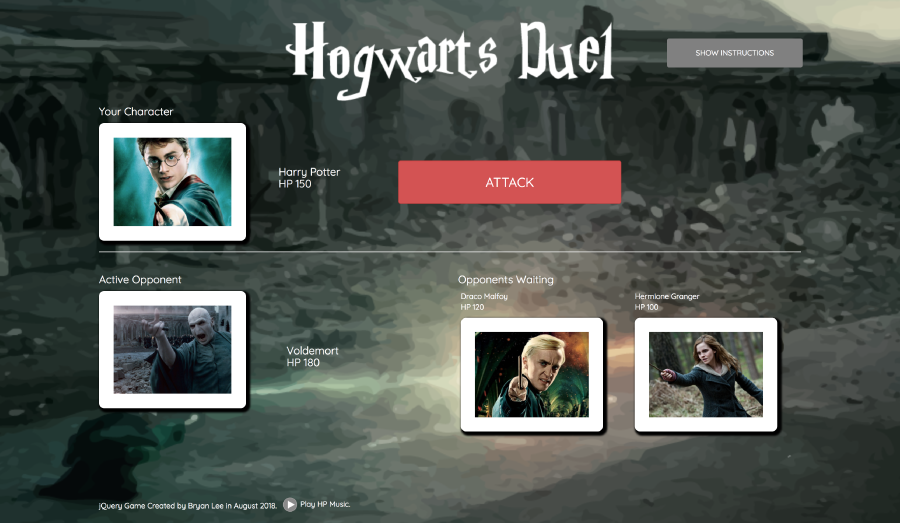 Hogwarts Duel
SHOW INSTRUCTIONS
Your Character
Harry Potter
HP 150
ATTACK
Active Opponent
Voldemort
HP 180
Opponents Waiting
Draco Malfoy
HP 120
Hermione Granger
HP 100
jQuery Game Created by Bryan Lee in August 2018.
Play HP Music.